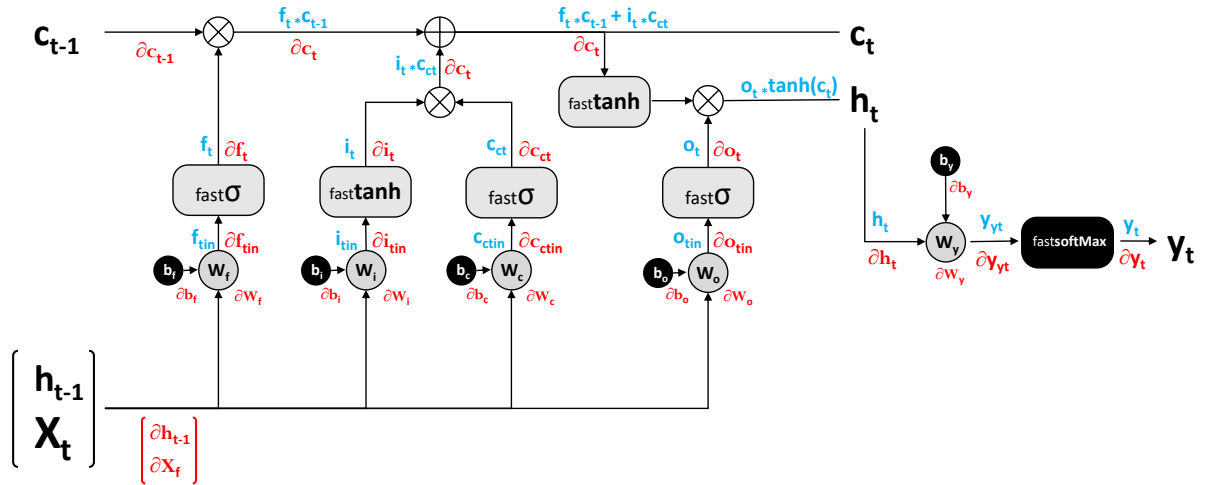 f_t * c_{t-1}
f_t * c_{t-1} + i_t * c_{ct}
c_{t-1}
∂c_{t-1}
∂c_t
∂c_t
c_t
i_t * c_{ct}
∂c_t
fast tanh
o_t * tanh(c_t)
h_t
f_t
∂f_t
i_t
∂i_t
c_{ct}
∂c_{ct}
o_t
∂o_t
fast σ
fast tanh
fast σ
fast σ
b_y
∂b_y
f_{tin}
∂f_{tin}
i_{tin}
∂i_{tin}
c_{ctin}
∂c_{ctin}
o_{tin}
∂o_{tin}
h_t
W_y
y_{yt}
fastsoftMax
y_t
y_t
∂h_t
∂W_y
∂y_{yt}
∂y_t
b_f
W_f
b_i
W_i
b_c
W_c
b_o
W_o
∂b_f
∂W_f
∂b_i
∂W_i
∂b_c
∂W_c
∂b_o
∂W_o
h_{t-1}
X_t
∂h_{t-1}
∂X_f